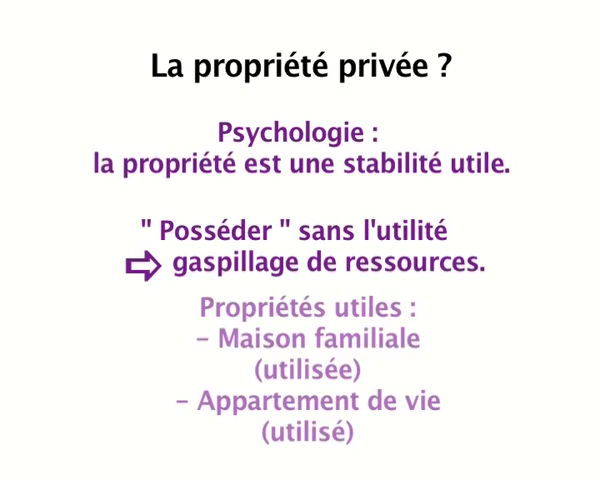 La propriété privée ?
Psychologie :
la propriété est une stabilité utile.
" Posséder " sans l'utilité
⇨ gaspillage de ressources.
Propriétés utiles :
– Maison familiale
(utilisée)
– Appartement de vie
(utilisé)